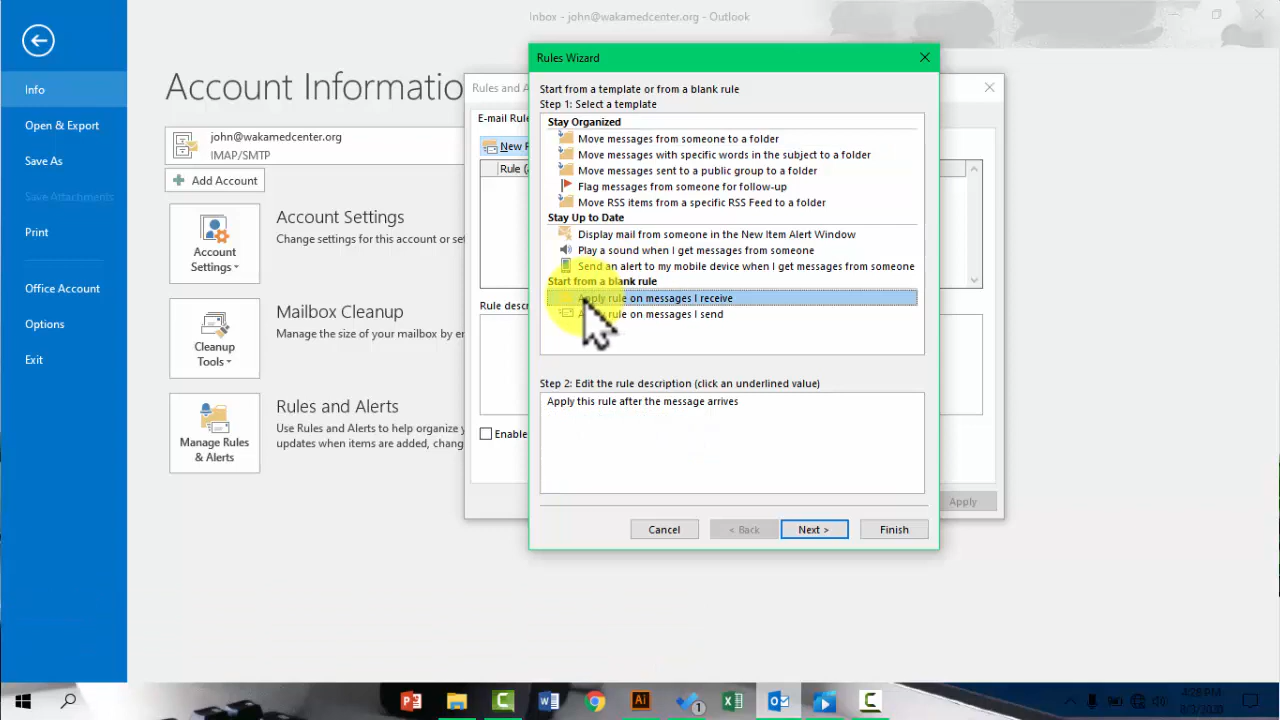 Inbox - john@wakamedcenter.org - Outlook
Info
Open & Export
Save As
Save Attachments
Print
Office Account
Options
Exit
Account Informatio
john@wakamedcenter.org
IMAP/SMTP
Add Account
Account
Settings
Account Settings
Change settings for this account or se
Cleanup
Tools
Mailbox Cleanup
Manage the size of your mailbox by en
Manage Rules
& Alerts
Rules and Alerts
Use Rules and Alerts to help organize y
updates when items are added, chang
Rules and A
E-mail Rule
New R
Rule (a
Rule descr
Enable
Apply
Rules Wizard
Start from a template or from a blank rule
Step 1: Select a template
Stay Organized
Move messages from someone to a folder
Move messages with specific words in the subject to a folder
Move messages sent to a public group to a folder
Flag messages from someone for follow-up
Move RSS items from a specific RSS Feed to a folder
Stay Up to Date
Display mail from someone in the New Item Alert Window
Play a sound when I get messages from someone
Send an alert to my mobile device when I get messages from someone
Start from a blank rule
Apply rule on messages I receive
rule on messages I send
Step 2: Edit the rule description (click an underlined value)
Apply this rule after the message arrives
Cancel
< Back
Next >
Finish
4:28 PM